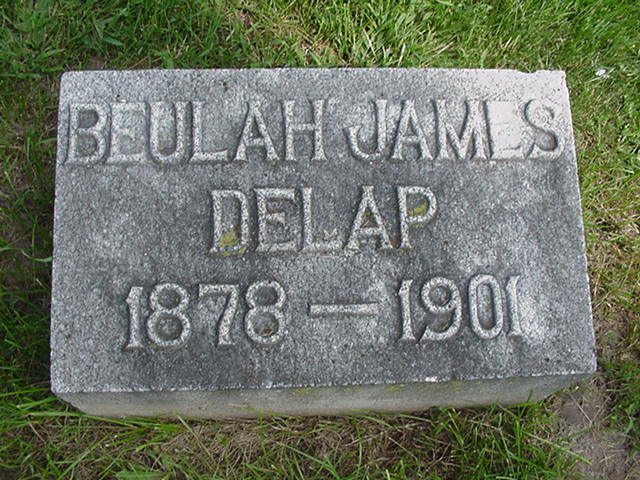 BEULAH JAMES
DELAP
1878 — 1901